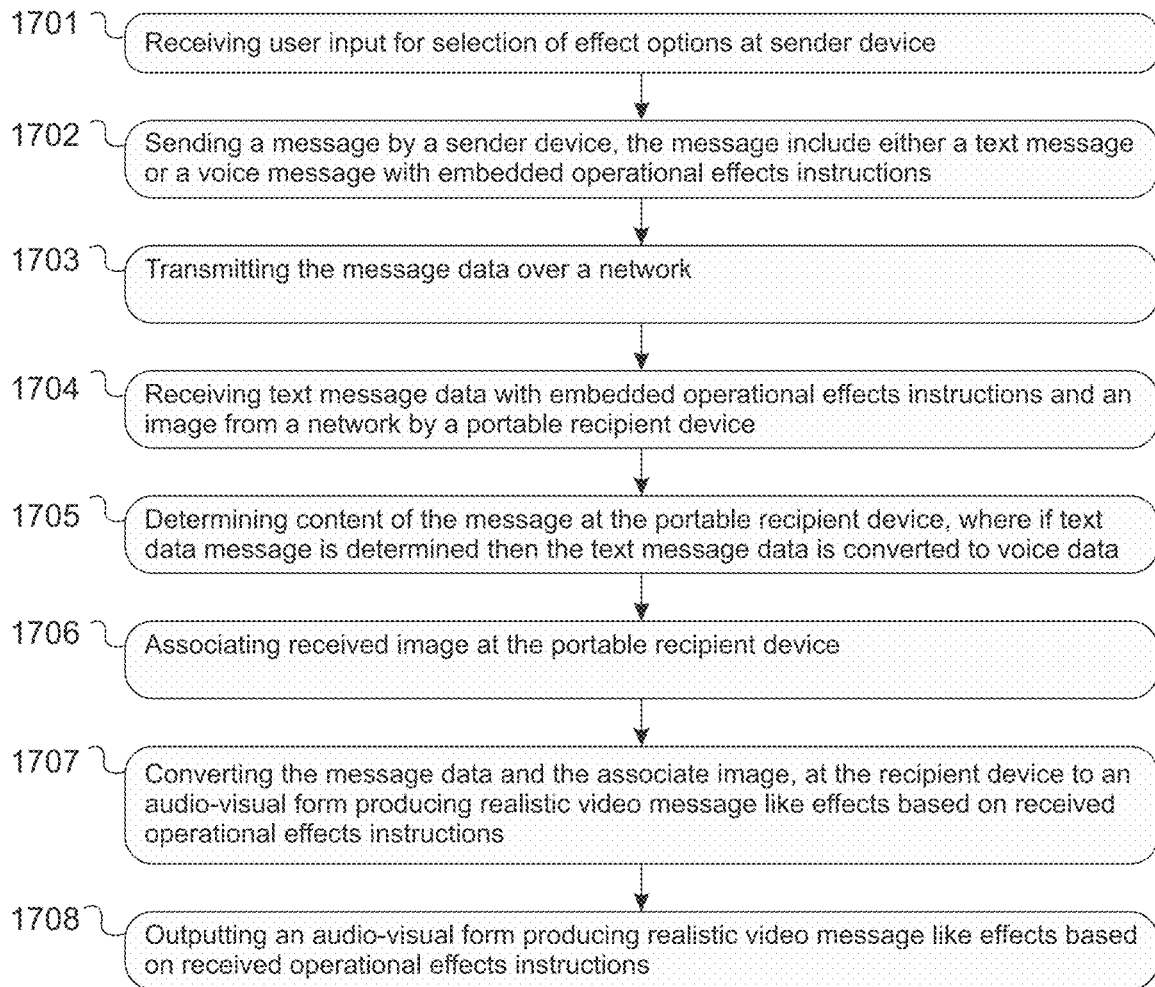 1701
Receiving user input for selection of effect options at sender device
1702
Sending a message by a sender device, the message include either a text message
or a voice message with embedded operational effects instructions
1703
Transmitting the message data over a network
1704
Receiving text message data with embedded operational effects instructions and an
image from a network by a portable recipient device
1705
Determining content of the message at the portable recipient device, where if text
data message is determined then the text message data is converted to voice data
1706
Associating received image at the portable recipient device
1707
Converting the message data and the associate image, at the recipient device to an
audio-visual form producing realistic video message like effects based on received
operational effects instructions
1708
Outputting an audio-visual form producing realistic video message like effects based
on received operational effects instructions